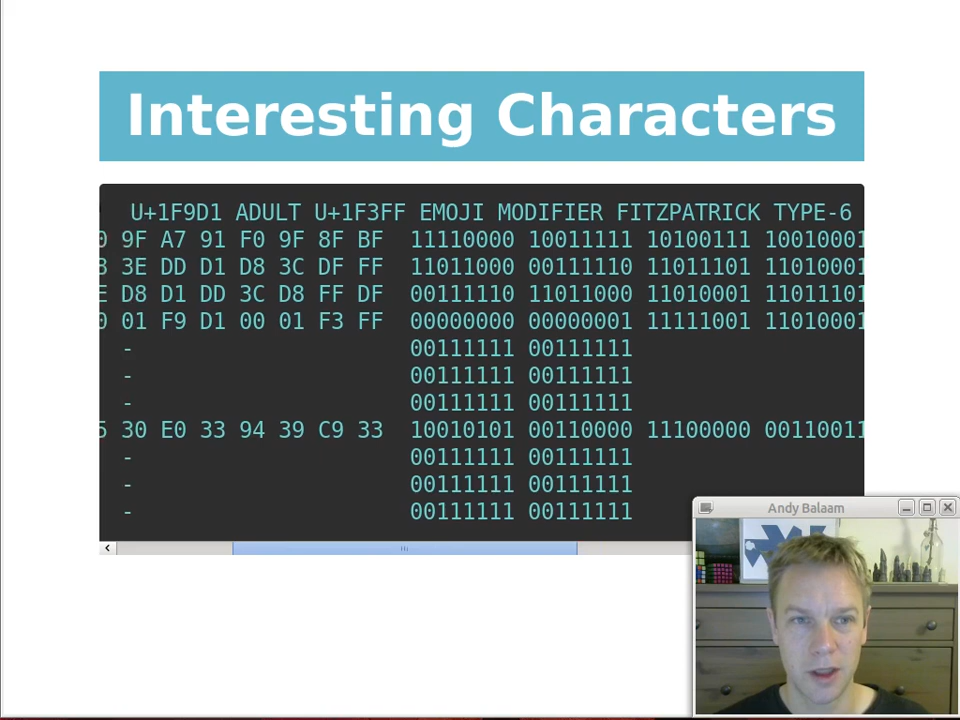 Interesting Characters
U+1F9D1 ADULT U+1F3FF EMOJI MODIFIER FITZPATRICK TYPE-6
9F A7 91 F0 9F 8F BF 11110000 10011111 10100111 10010001
3E DD D1 D8 3C DF FF 11011000 00111110 11011101 11010001
D8 D1 DD 3C D8 FF DF 00111110 11011000 11010001 11011101
01 F9 D1 00 01 F3 FF 00000000 00000001 11111001 11010001
- 00111111 00111111
- 00111111 00111111
- 00111111 00111111
30 E0 33 94 39 C9 33 10010101 00110000 11100000 00110011
- 00111111 00111111
- 00111111 00111111
- 00111111 00111111
Andy Balaam